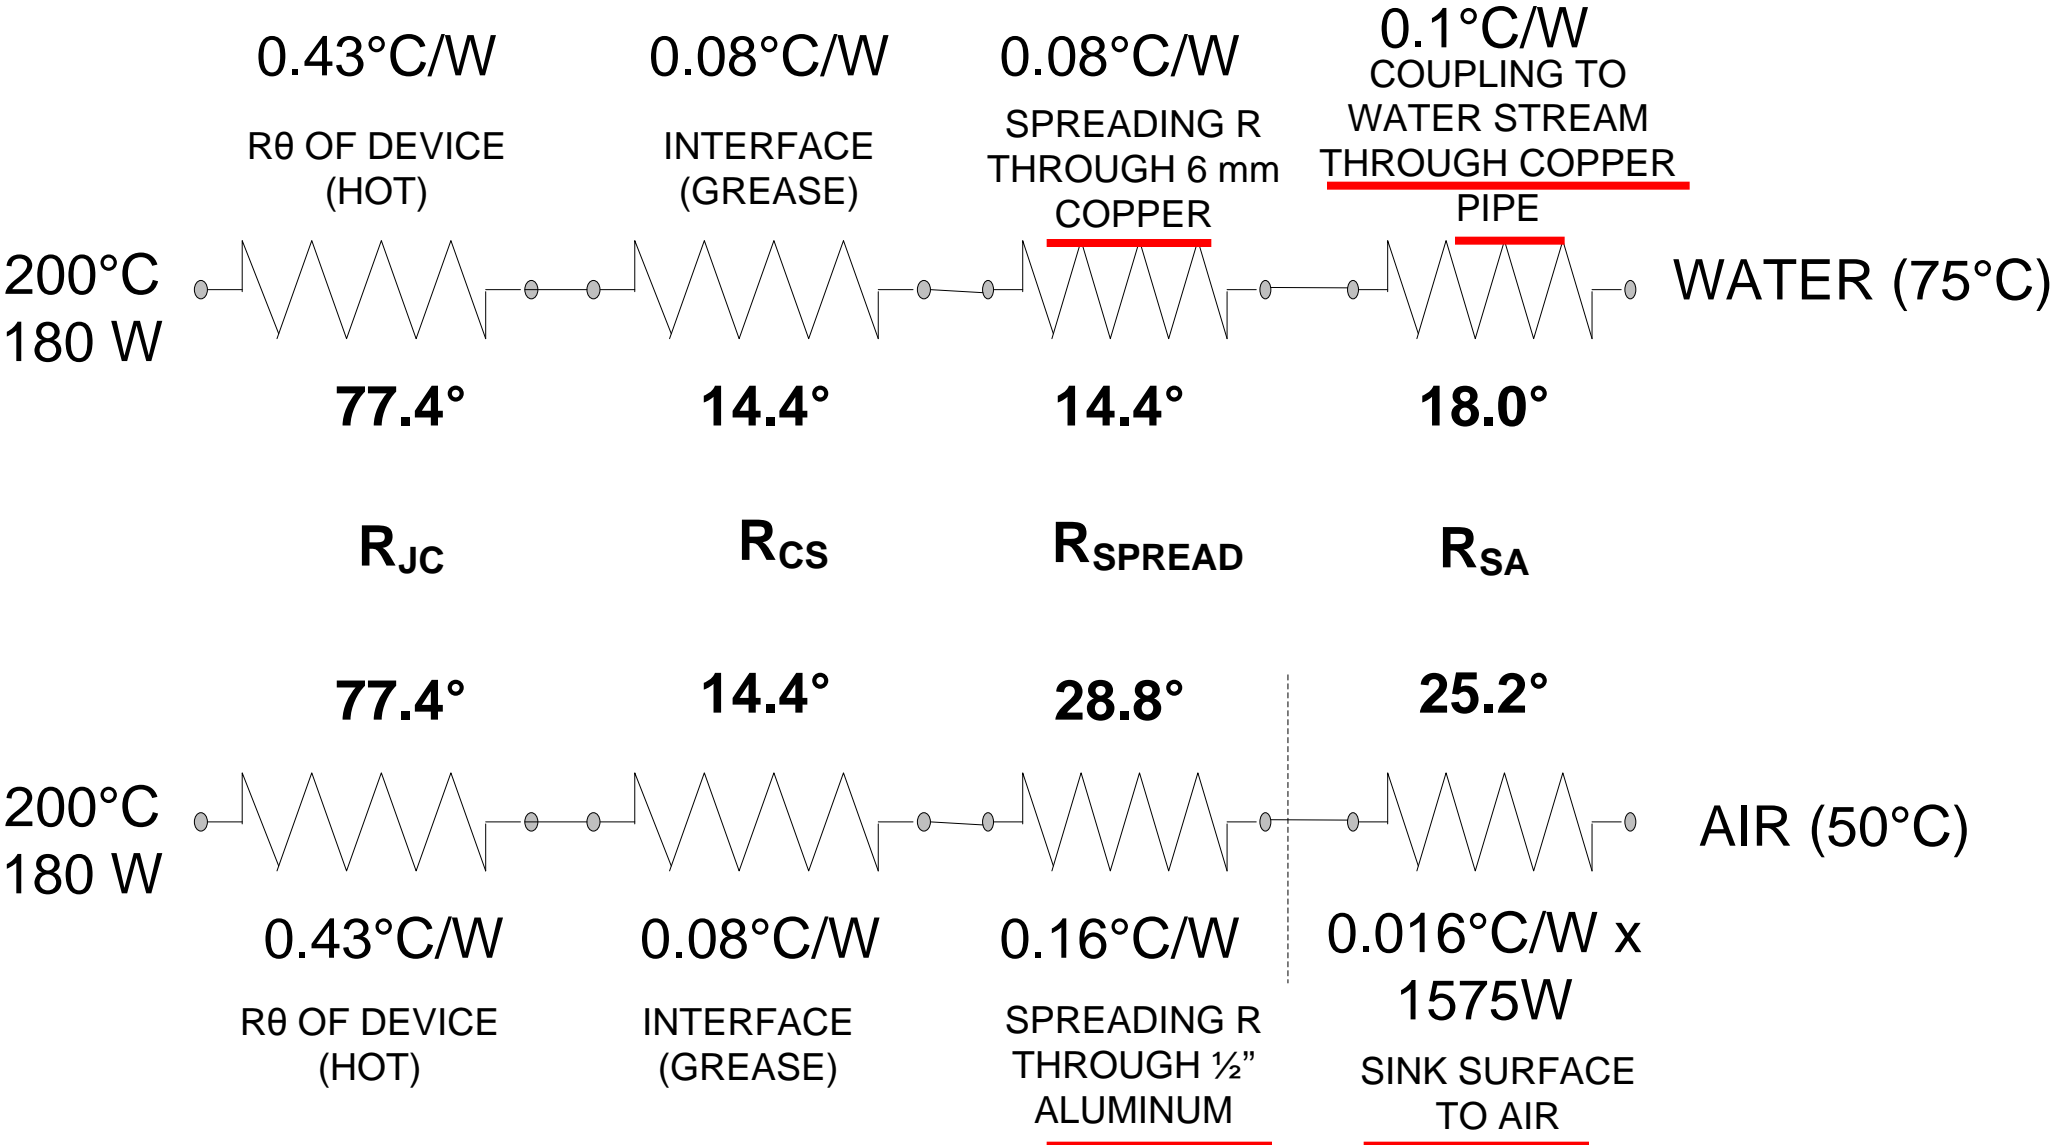 0.43°C/W
0.08°C/W
0.08°C/W
0.1°C/W
RθOF DEVICE
(HOT)
INTERFACE
(GREASE)
SPREADING R
THROUGH 6 mm
COPPER
COUPLING TO
WATER STREAM
THROUGH COPPER
PIPE
200°C
180 W
WATER (75°C)
77.4°
14.4°
14.4°
18.0°
RJC
RCS
RSPREAD
RSA
77.4°
14.4°
28.8°
25.2°
200°C
180 W
AIR (50°C)
0.43°C/W
0.08°C/W
0.16°C/W
0.016°C/W x
1575W
Rθ OF DEVICE
(HOT)
INTERFACE
(GREASE)
SPREADING R
THROUGH ½”
ALUMINUM
SINK SURFACE
TO AIR